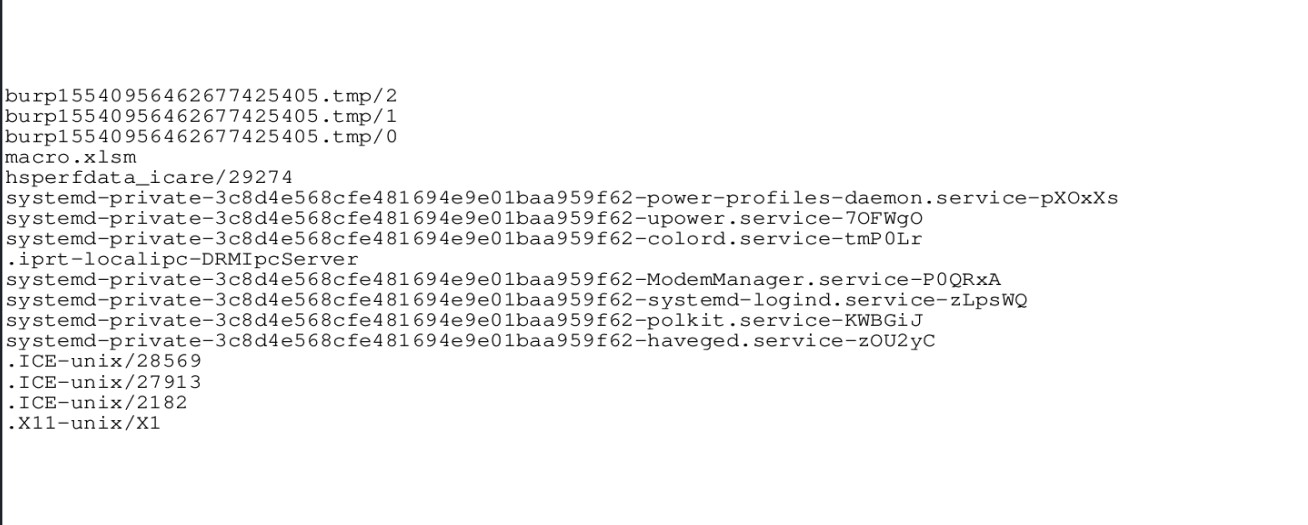 burp15540956462677425405.tmp/2
burp15540956462677425405.tmp/1
burp15540956462677425405.tmp/0
macro.xlsm
hsperfdata_icare/29274
systemd-private-3c8d4e568cfe481694e9e01baa959f62-power-profiles-daemon.service-pXOxXs
systemd-private-3c8d4e568cfe481694e9e01baa959f62-upower.service-7OFWgO
systemd-private-3c8d4e568cfe481694e9e01baa959f62-colord.service-tmP0Lr
.iprt-localipc-DRMIpcServer
systemd-private-3c8d4e568cfe481694e9e01baa959f62-ModemManager.service-P0QRxA
systemd-private-3c8d4e568cfe481694e9e01baa959f62-systemd-logind.service-zLpsWQ
systemd-private-3c8d4e568cfe481694e9e01baa959f62-polkit.service-KWBGiJ
systemd-private-3c8d4e568cfe481694e9e01baa959f62-haveged.service-zOU2yC
.ICE-unix/28569
.ICE-unix/27913
.ICE-unix/2182
.X11-unix/X1